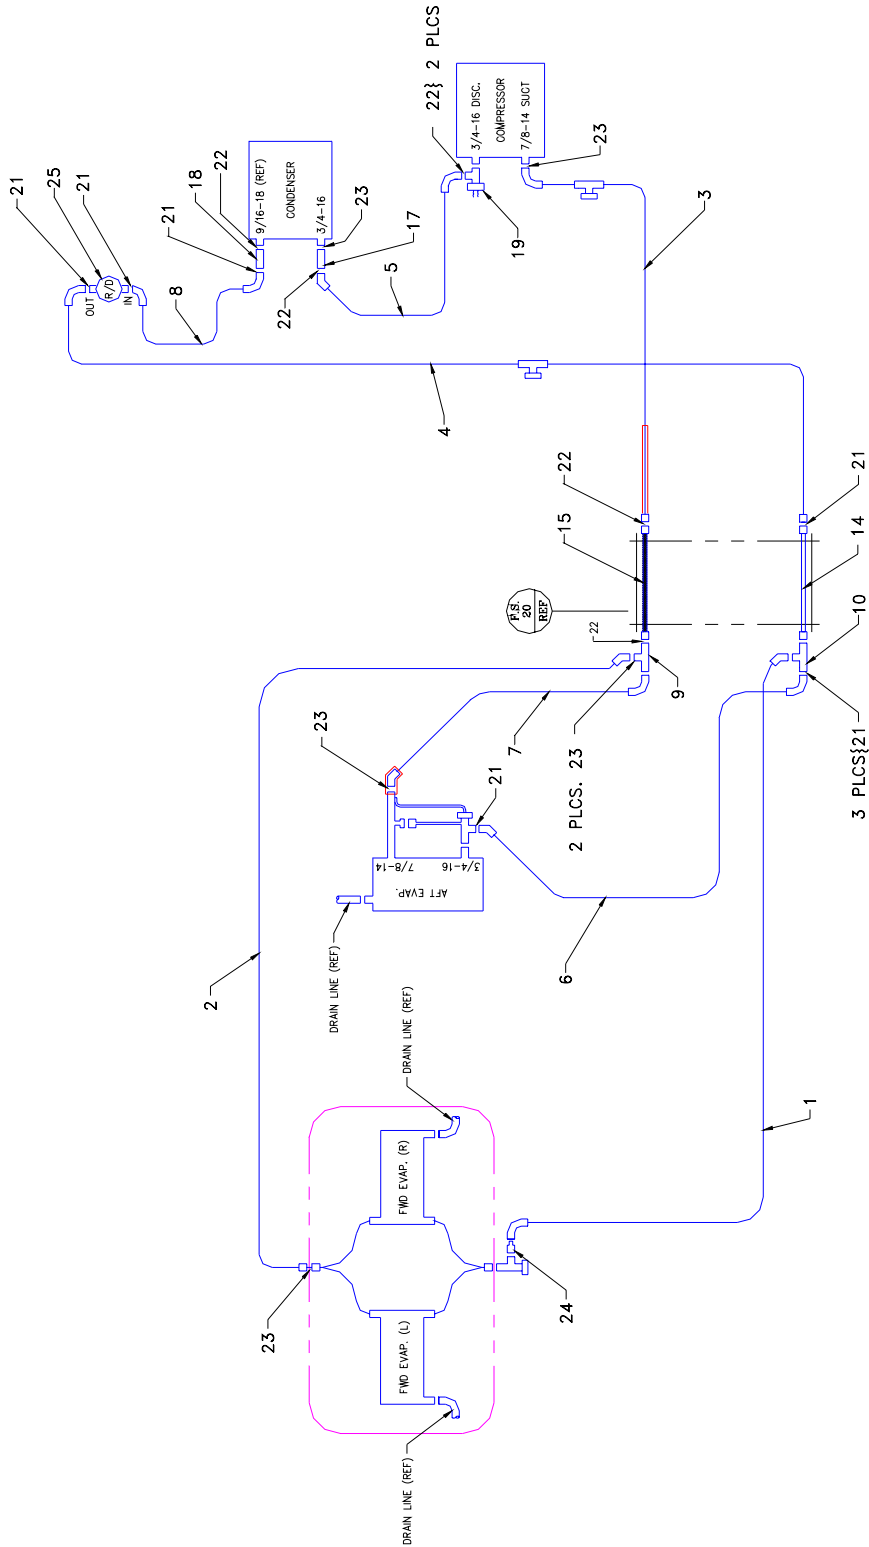 22} 2 PLCS
21
25
21
22
18
21
8
OUT
R/D
IN
9/16-18 (REF)
CONDENSER
3/4-16
23
17
22
5
3/4-16 DISC.
COMPRESSOR
7/8-14 SUCT
23
19
3
4
22
15
F.S.
20
REF
22
21
14
10
9
2 PLCS. 23
3 PLCS}21
7
23
21
7/8-14
3/4-16
AFT EVAP.
DRAIN LINE (REF)
6
2
DRAIN LINE (REF)
1
FWD EVAP. (R)
FWD EVAP. (L)
23
24
DRAIN LINE (REF)